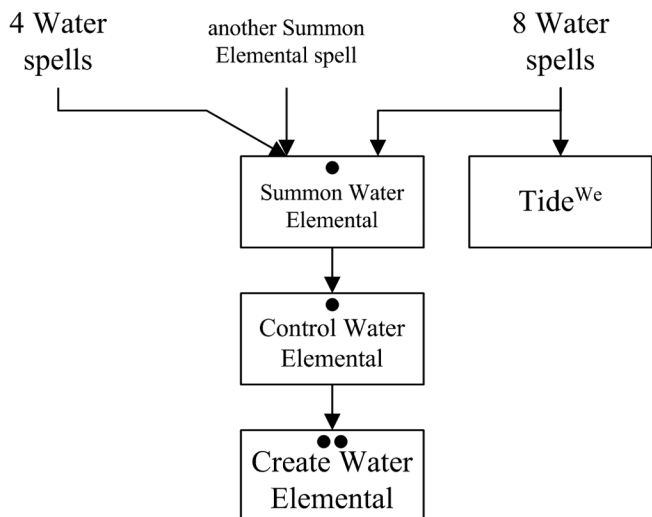 4 Water
spells
another Summon
Elemental spell
8 Water
spells
Summon Water
Elemental
Tide^We
Control Water
Elemental
Create Water
Elemental